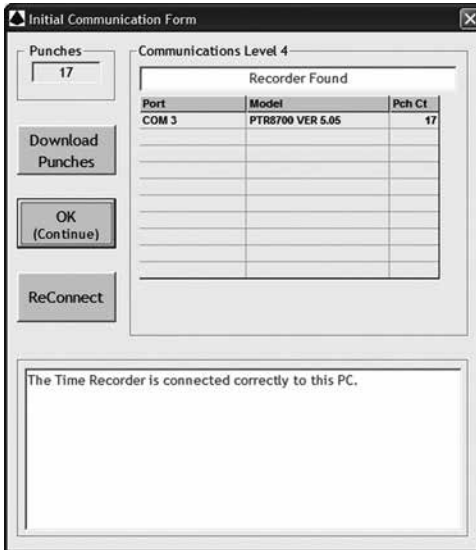 Initial Communication Form
Punches
17
Download
Punches
OK
(Continue)
ReConnect
Communications Level 4
Recorder Found
Port Model Pch Ct
COM 3 PTR8700 VER 5.05 17
The Time Recorder is connected correctly to this PC.